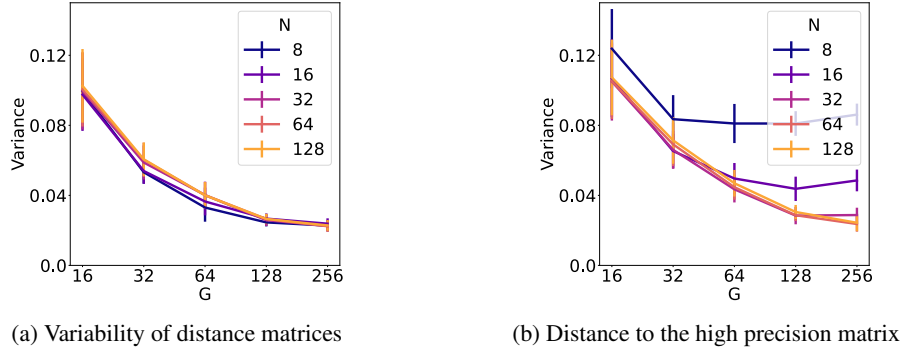 N
8
16
32
64
128
Variance
0.12
0.08
0.04
0.0
16 32 64 128 256
G
(a) Variability of distance matrices
N
8
16
32
64
128
Variance
0.12
0.08
0.04
0.0
16 32 64 128 256
G
(b) Distance to the high precision matrix